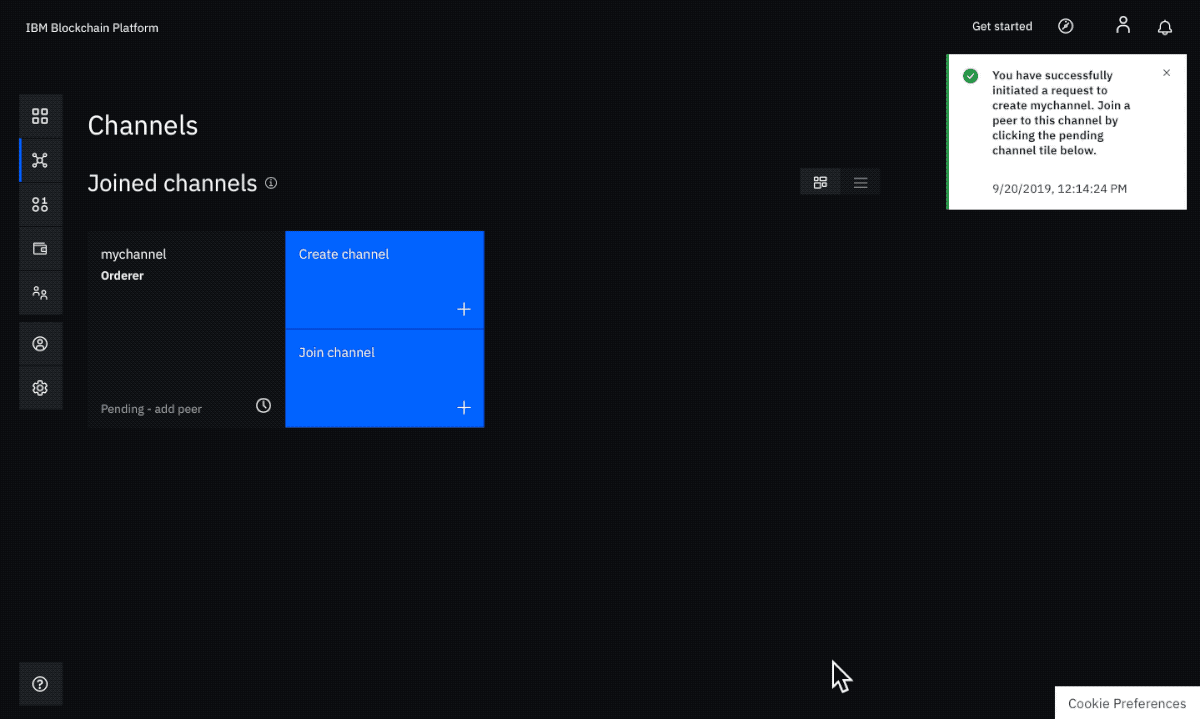 IBM Blockchain Platform
Get started
You have successfully
initiated a request to
create mychannel. Join a
peer to this channel by
clicking the pending
channel tile below.
9/20/2019, 12:14:24 PM
Channels
Joined channels
mychannel
Orderer
Pending - add peer
Create channel
Join channel
Cookie Preferences